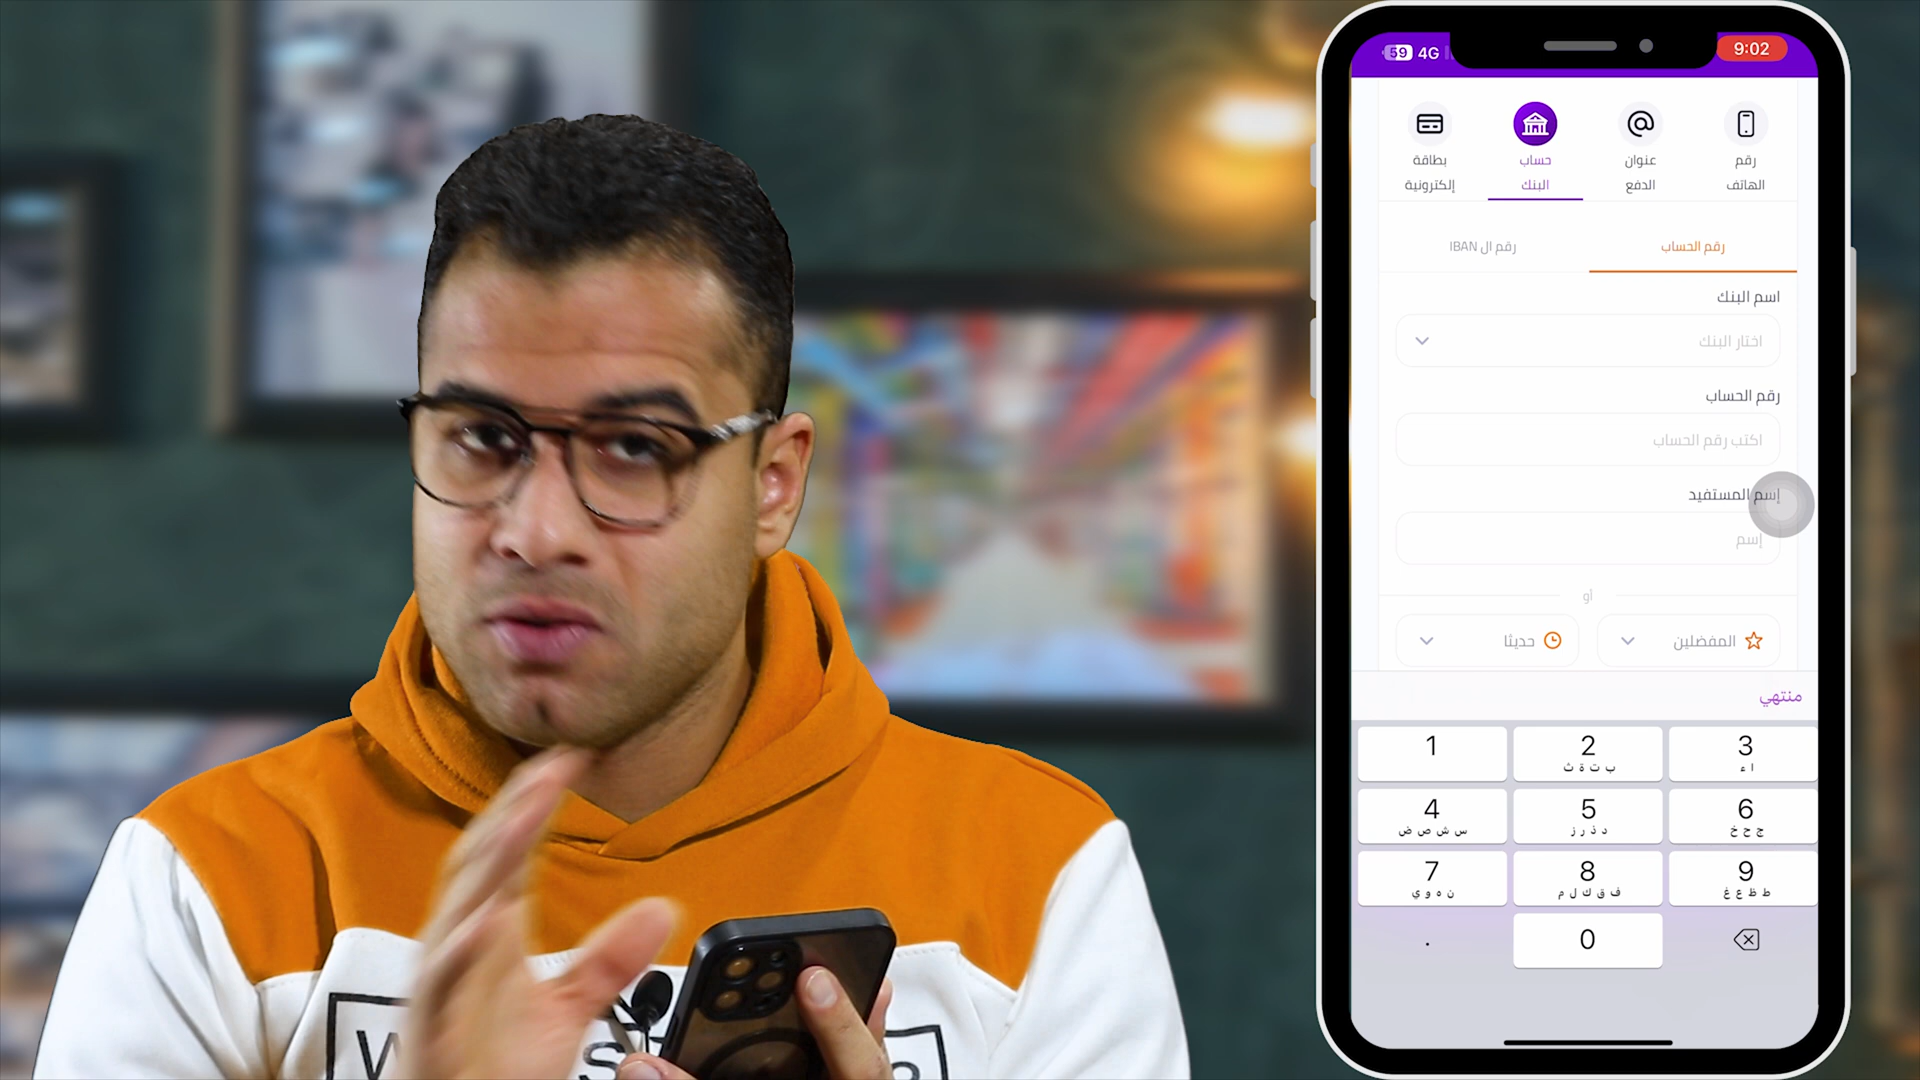 59 4G
9:02
رقم
الهاتف
عنوان
الدفع
حساب
البنك
بطاقة
إلكترونية
رقم الحساب
رقم ال IBAN
اسم البنك
اختار البنك
رقم الحساب
اكتب رقم الحساب
إسم المستفيد
إسم
أو
المفضلين
حديثا
منتهي
1
2
ب ت ة ث
3
ا ء
4
س ش ص ض
5
د ذ ر ز
6
ج ح خ
7
ن ه و ي
8
ف ق ك ل م
9
ط ظ ع غ
.
0